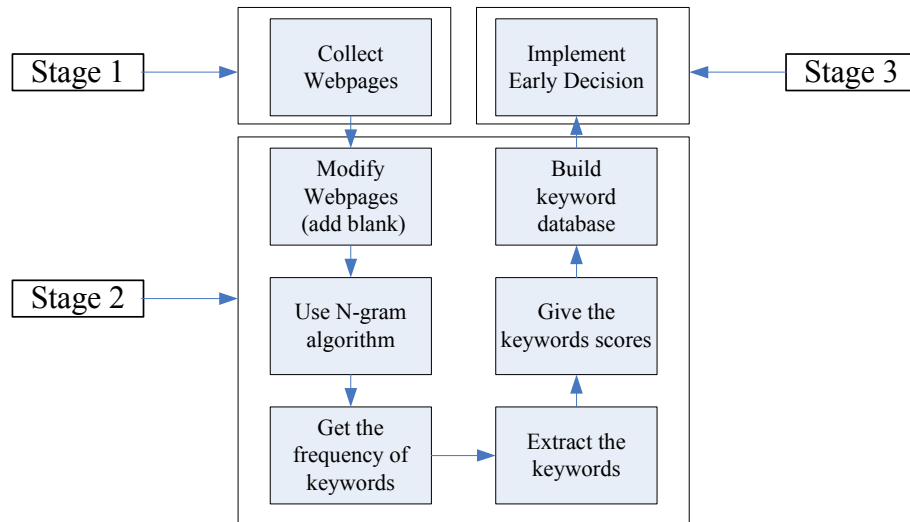 Stage 1
Collect
Webpages
Implement
Early Decision
Stage 3
Modify
Webpages
(add blank)
Build
keyword
database
Stage 2
Use N-gram
algorithm
Give the
keywords scores
Get the
frequency of
keywords
Extract the
keywords